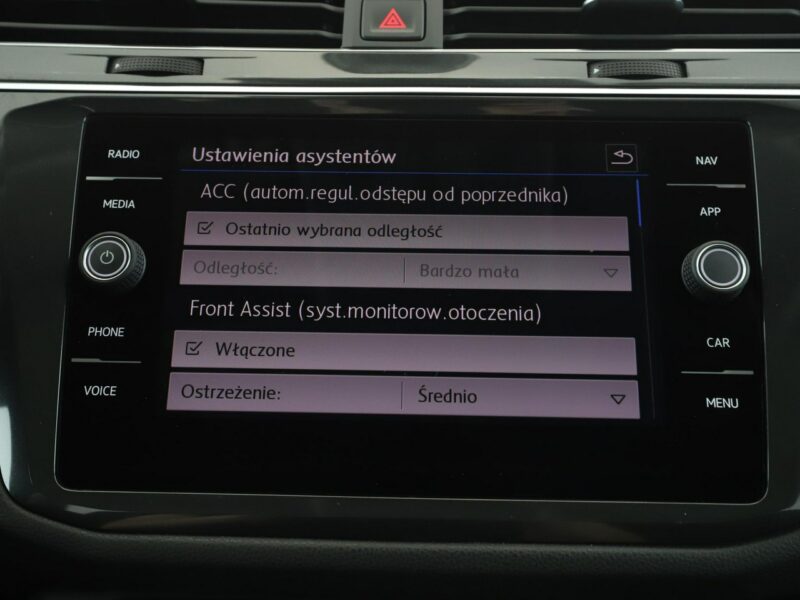 RADIO
MEDIA
PHONE
VOICE
Ustawienia asystentów
ACC (autom.regul.odstępu od poprzednika)
Ostatnio wybrana odległość
Odległość: Bardzo mała
Front Assist (syst.monitorow.otoczenia)
Włączone
Ostrzeżenie: Średnio
NAV
APP
CAR
MENU